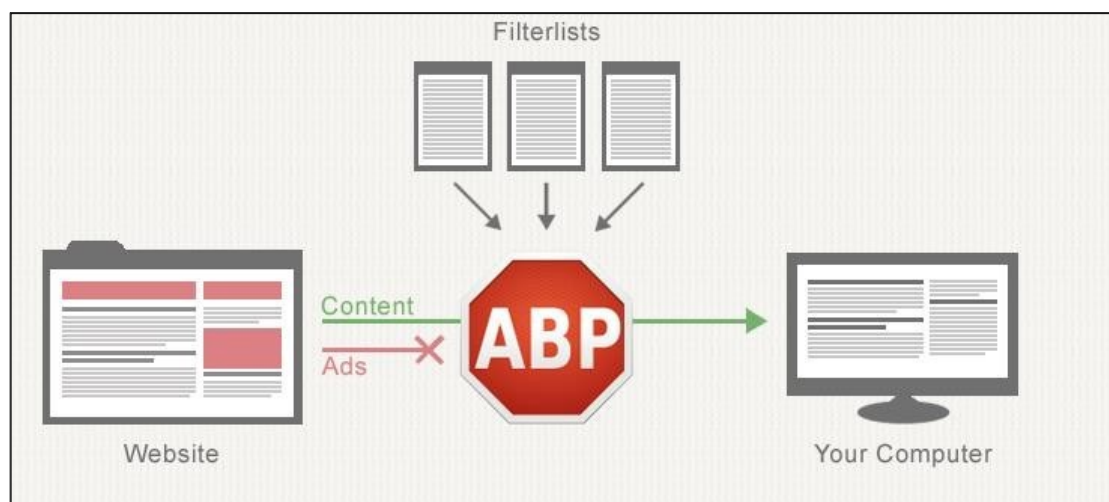 Filterlists
Content
Ads
ABP
Website
Your Computer